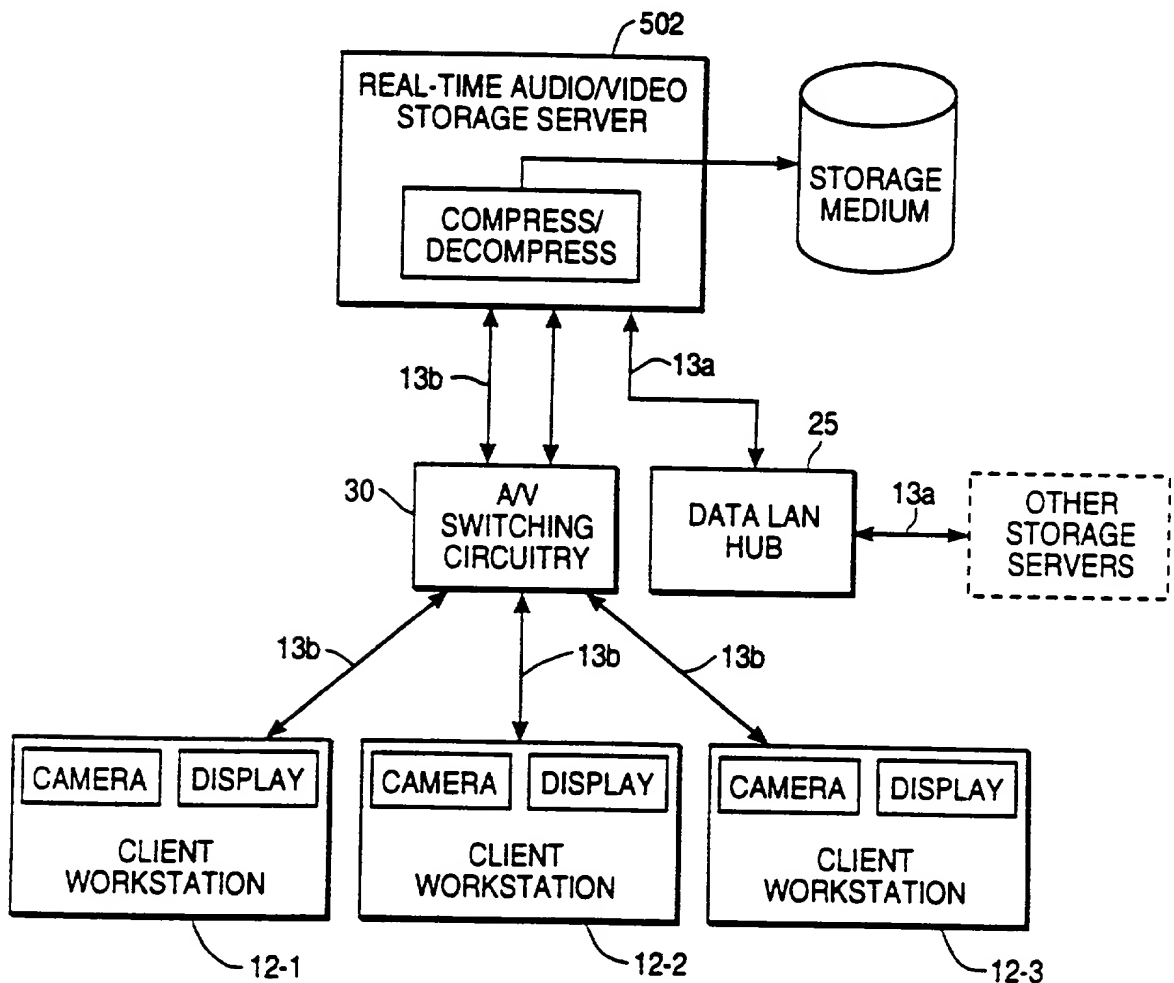 502
REAL-TIME AUDIO/VIDEO
STORAGE SERVER
COMPRESS/
DECOMPRESS
STORAGE
MEDIUM
13b
13a
25
30
A/V
SWITCHING
CIRCUITRY
DATA LAN
HUB
13a
OTHER
STORAGE
SERVERS
13b
13b
13b
CAMERA
DISPLAY
CLIENT
WORKSTATION
CAMERA
DISPLAY
CLIENT
WORKSTATION
CAMERA
DISPLAY
CLIENT
WORKSTATION
12-1
12-2
12-3